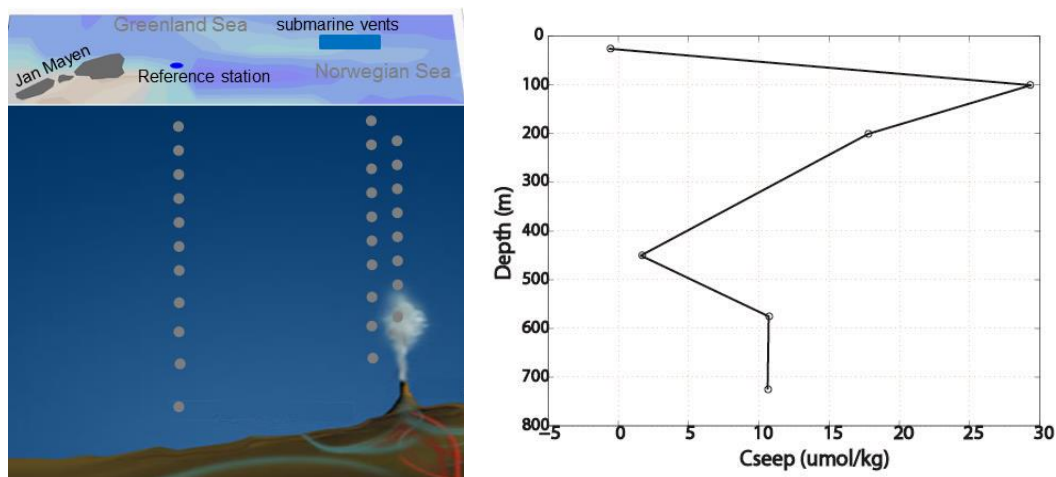 Greenland Sea
submarine vents
Jan Mayen
Reference station
Norwegian Sea
0
100
200
300
400
500
600
700
800
Depth (m)
-5
0
5
10
15
20
25
30
Cseep (umol/kg)